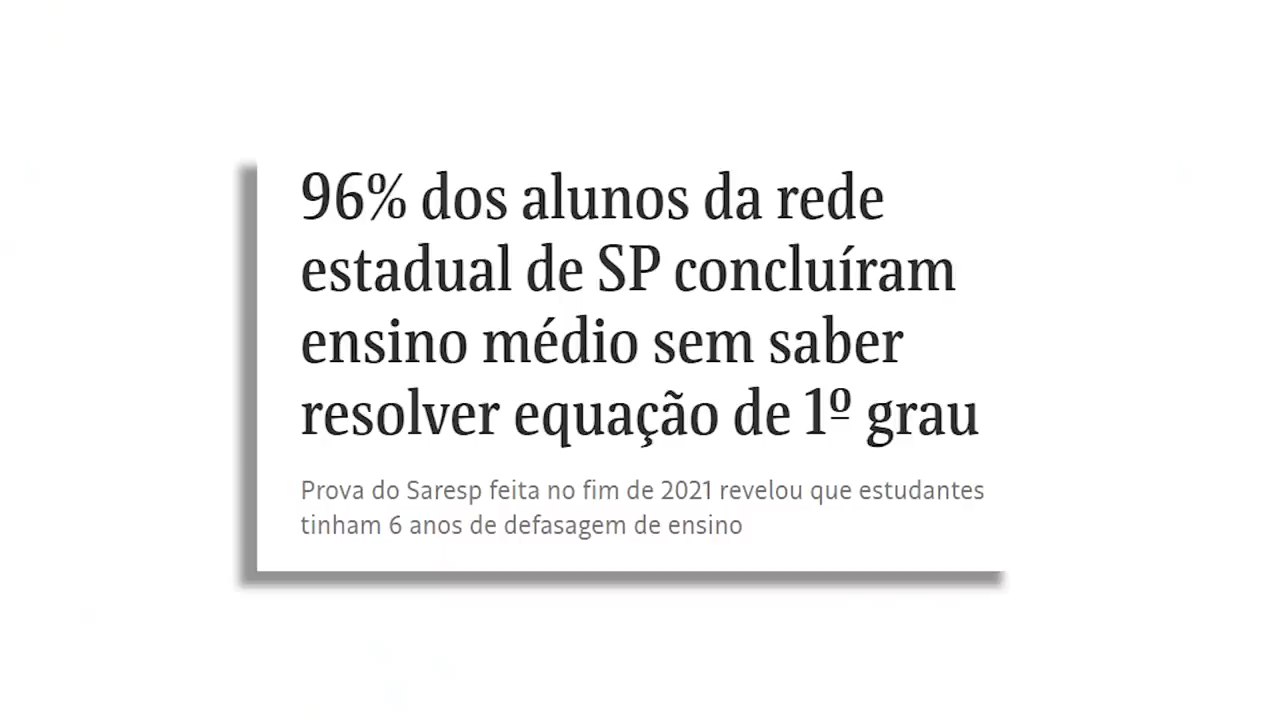 96% dos alunos da rede
estadual de SP concluíram
ensino médio sem saber
resolver equação de 1º grau
Prova do Saresp feita no fim de 2021 revelou que estudantes
tinham 6 anos de defasagem de ensino